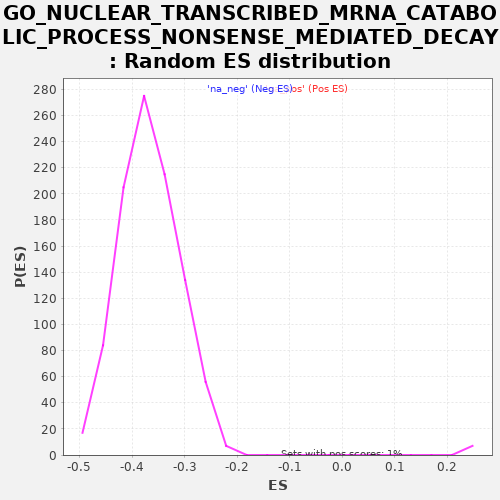 GO_NUCLEAR_TRANSCRIBED_MRNA_CATABO
LIC_PROCESS_NONSENSE_MEDIATED_DECAY
: Random ES distribution
'na_neg' (Neg ES) os' (Pos ES)
280
260
240
220
200
180
160
140
120
100
80
60
40
20
0
P(ES)
Sets with pos scores: 1%
-0.5 -0.4 -0.3 -0.2 -0.1 0.0 0.1 0.2
ES